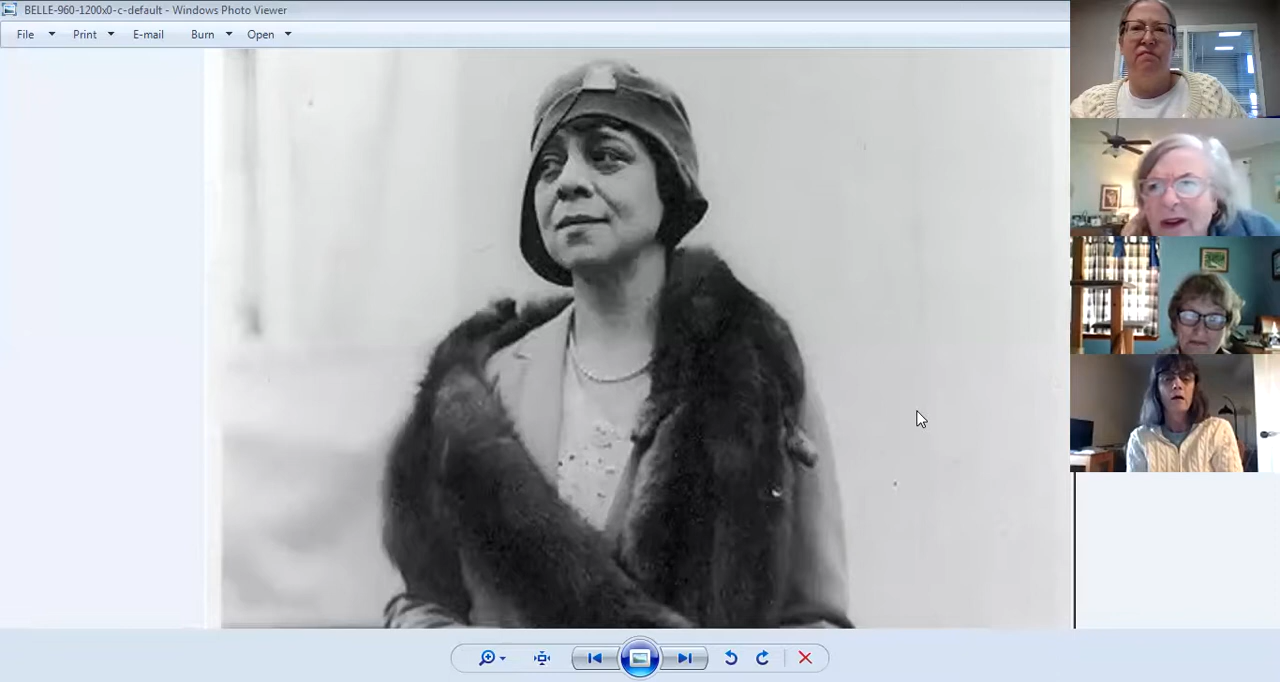 BELLE-960-1200x0-c-default - Windows Photo Viewer
File Print E-mail Burn Open